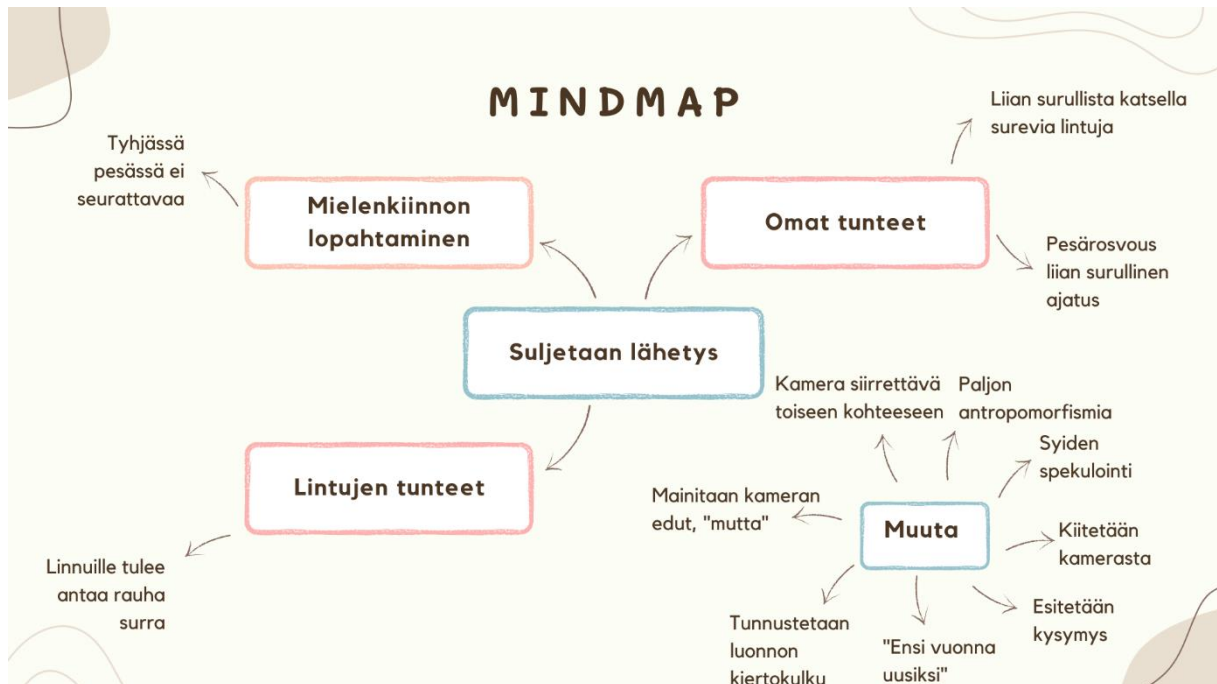 MINDMAP
Tyhjässä
pesässä ei
seurattavaa
Mielenkiinnon
lopahtaminen
Omat tunteet
Liian surullista katsella
surevia lintuja
Pesärosvous
liian surullinen
ajatus
Suljetaan lähetys
Lintujen tunteet
Linnuille tulee
antaa rauha
surra
Kamera siirrettävä
toiseen kohteeseen
Paljon
antropomorfismia
Syiden
spekulointi
Mainitaan kameran
edut, "mutta"
Muuta
Kiitetään
kamerasta
Esitetään
kysymys
Tunnustetaan
luonnon
kiertokulku
"Ensi vuonna
uusiksi"